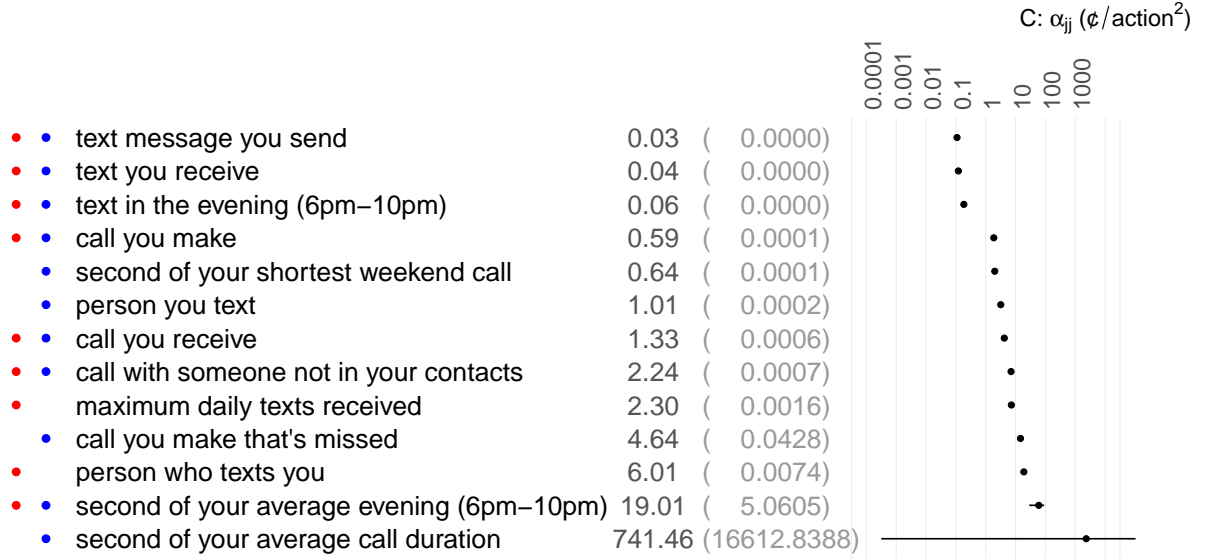 C: αjj (¢/action²)
0.0001 0.001 0.01 0.1 1 10 100 1000
text message you send 0.03 ( 0.0000)
text you receive 0.04 ( 0.0000)
text in the evening (6pm−10pm) 0.06 ( 0.0000)
call you make 0.59 ( 0.0001)
second of your shortest weekend call 0.64 ( 0.0001)
person you text 1.01 ( 0.0002)
call you receive 1.33 ( 0.0006)
call with someone not in your contacts 2.24 ( 0.0007)
maximum daily texts received 2.30 ( 0.0016)
call you make that's missed 4.64 ( 0.0428)
person who texts you 6.01 ( 0.0074)
second of your average evening (6pm−10pm) 19.01 ( 5.0605)
second of your average call duration 741.46 (16612.8388)